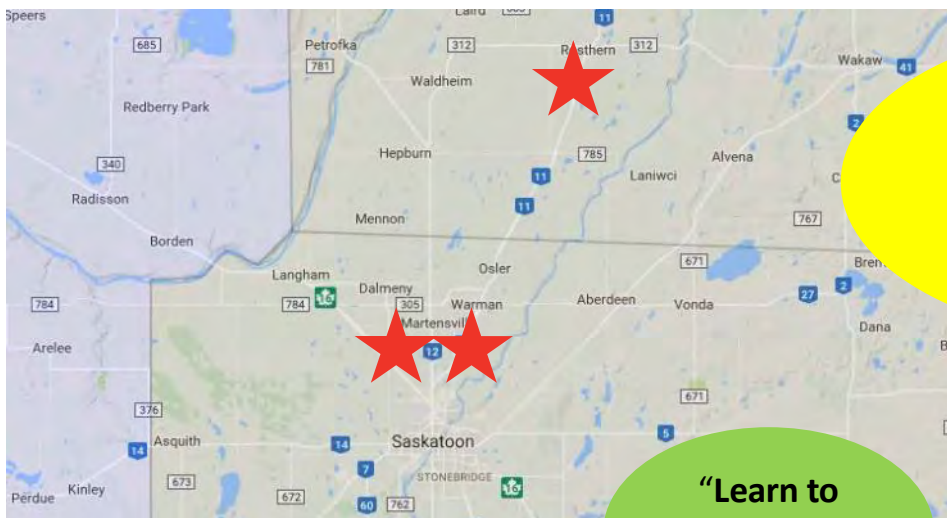 Speers
Laird
11
685
Petrofka
312
Rosthern
312
781
Waldheim
Wakaw
41
Redberry Park
2
Hepburn
785
Alvena
340
11
Laniwci
C
Radisson
11
Mennon
767
Borden
671
Osler
Langham
Dalmeny
16
784
784
305
Warman
Aberdeen
Vonda
27
2
Dana
Martensvil
Arelee
12
B
376
671
Asquith
14
14
Saskatoon
5
7
673
STONEBRIDGE
16
Perdue
Kinley
672
60
762
“Learn to